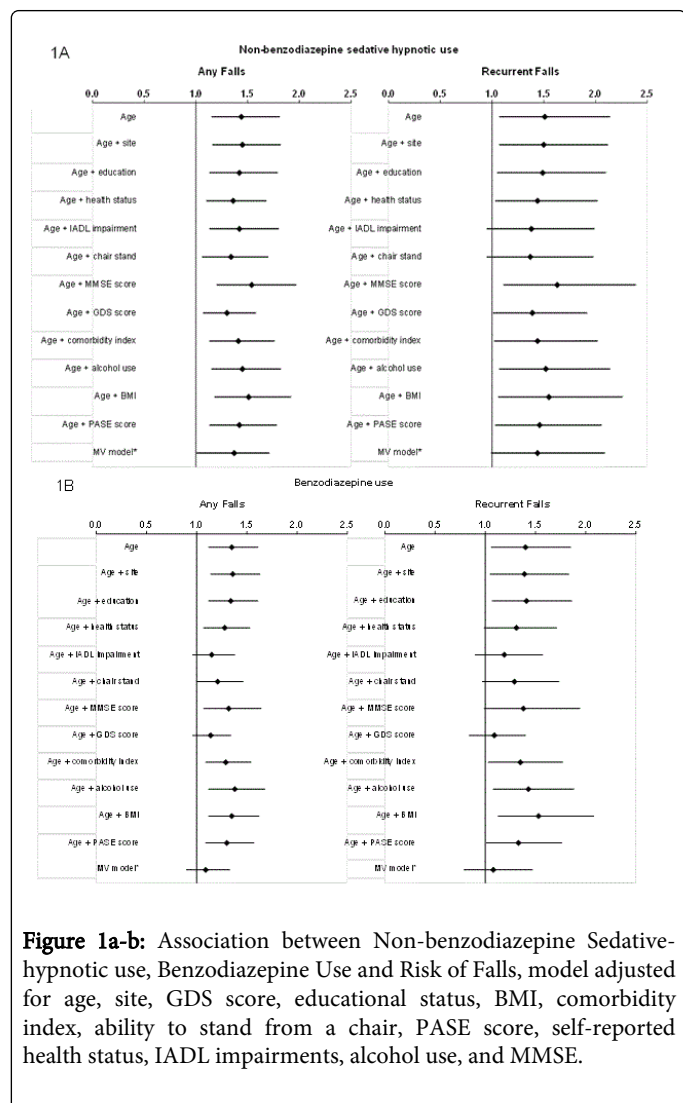 1A
Non-benzodiazepine sedative hypnotic use
Any Falls
Recurrent Falls
0.0 0.5 1.0 1.5 2.0 2.5
0.0 0.5 1.0 1.5 2.0 2.5
Age
Age
Age + site
Age + site
Age + education
Age + education
Age + health status
Age + health status
Age + IADL impairment
Age + IADL impairment
Age + chair stand
Age + chair stand
Age + MMSE score
Age + MMSE score
Age + GDS score
Age + GDS score
Age + comorbidity index
Age + comorbidity index
Age + alcohol use
Age + alcohol use
Age + BMI
Age + BMI
Age + PASE score
Age + PASE score
MV model*
MV model*
1B
Benzodiazepine use
Any Falls
Recurrent Falls
0.0 0.5 1.0 1.5 2.0 2.5
0.0 0.5 1.0 1.5 2.0 2.5
Age
Age
Age + site
Age + site
Age + education
Age + education
Age + health status
Age + health status
Age + IADL impairment
Age + IADL impairment
Age + chair stand
Age + chair stand
Age + MMSE score
Age + MMSE score
Age + GDS score
Age + GDS score
Age + comorbidity index
Age + comorbidity index
Age + alcohol use
Age + alcohol use
Age + BMI
Age + BMI
Age + PASE score
Age + PASE score
MV model*
MV model*
Figure 1a-b: Association between Non-benzodiazepine Sedative-
hypnotic use, Benzodiazepine Use and Risk of Falls, model adjusted
for age, site, GDS score, educational status, BMI, comorbidity
index, ability to stand from a chair, PASE score, self-reported
health status, IADL impairments, alcohol use, and MMSE.